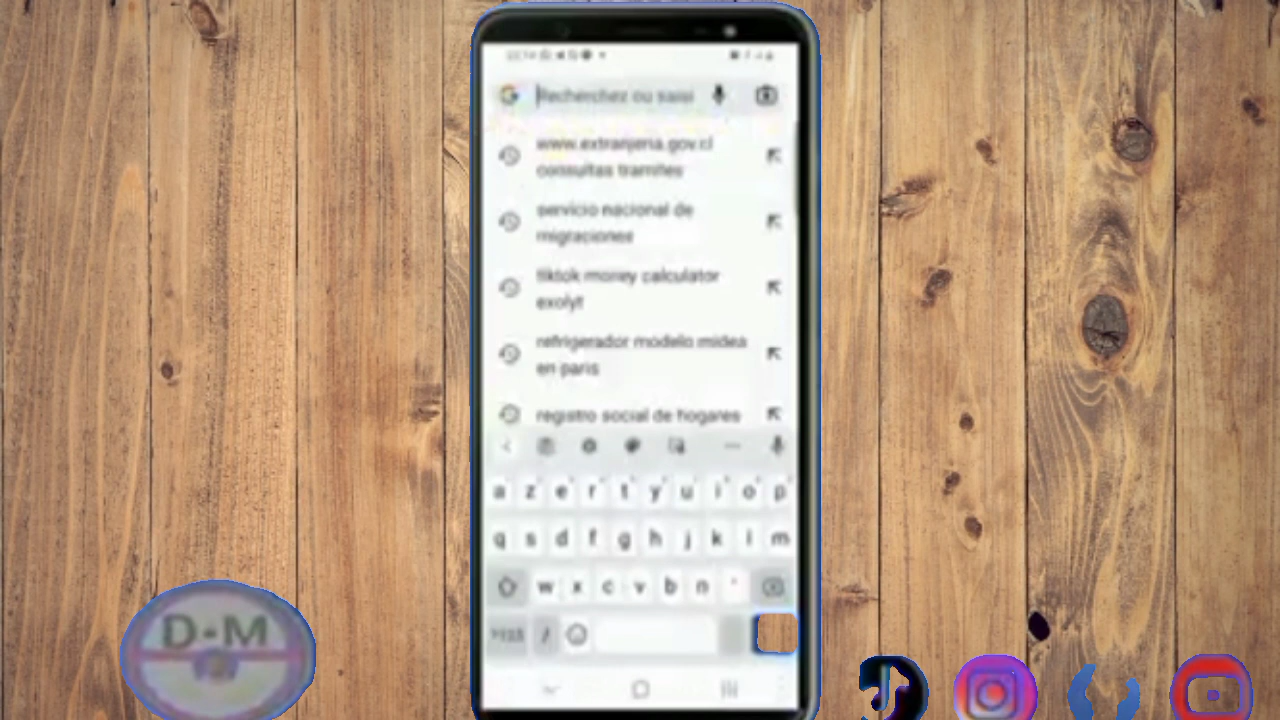 Recherchez ou saisi
www.extranjeria.gov.cl
consultas tramites
servicio nacional de
migraciones
tiktok money calculator
exolyt
refrigerador modelo midea
en paris
registro social de hogares
a z e r t y u i o p
q s d f g h j k l m
w x c v b n '
?123 /
D•M